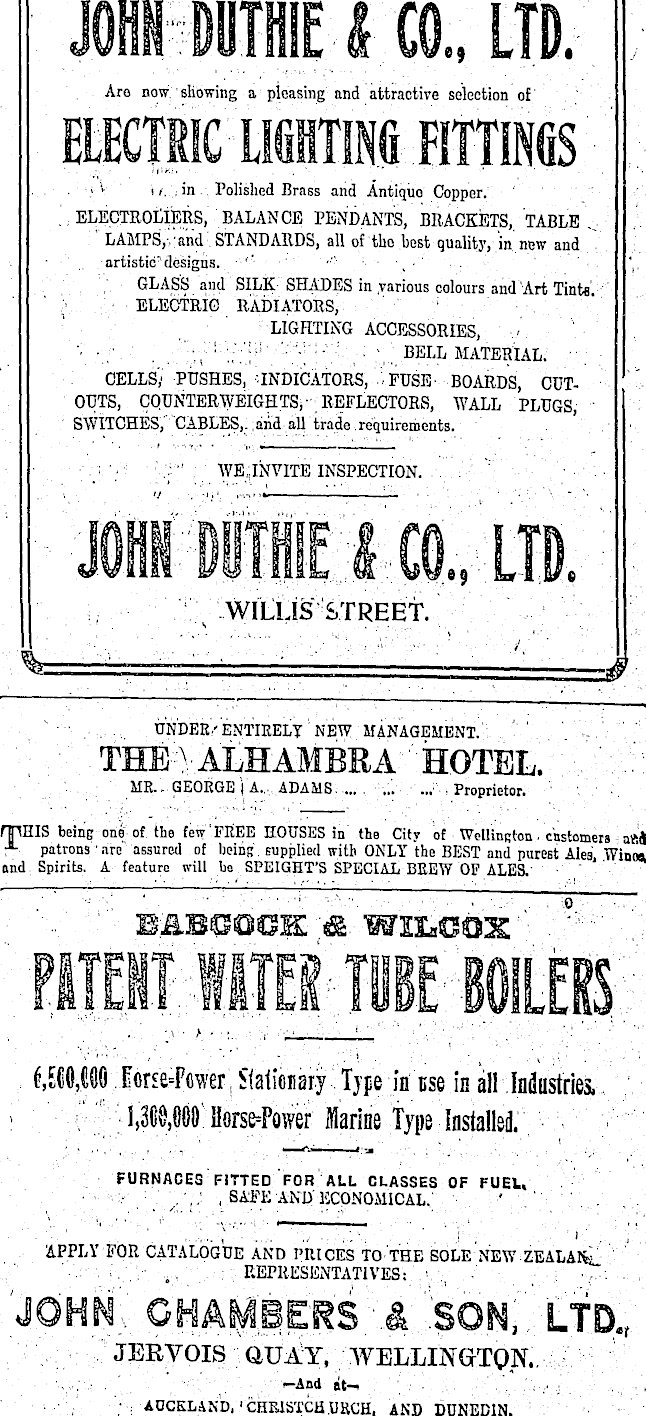 JOHN DUTHIE & CO., LTD.
Are now showing a pleasing and attractive selection of
ELECTRIC LIGHTING FITTINGS
in Polished Brass and Antique Copper.
ELECTROLIERS, BALANCE PENDANTS, BRACKETS, TABLE
LAMPS, and STANDARDS, all of the best quality, in new and
artistic designs.
GLASS and SILK SHADES in various colours and Art Tints.
ELECTRIC RADIATORS,
LIGHTING ACCESSORIES,
BELL MATERIAL.
CELLS, PUSHES, INDICATORS, FUSE BOARDS, CUT-
OUTS, COUNTERWEIGHTS, REFLECTORS, WALL PLUGS,
SWITCHES, CABLES, and all trade requirements.
WE INVITE INSPECTION.
JOHN DUTHIE & CO., LTD.
WILLIS STREET.
UNDER ENTIRELY NEW MANAGEMENT.
THE ALHAMBRA HOTEL.
MR. GEORGE A. ADAMS ... ... ... Proprietor.
THIS being one of the few FREE HOUSES in the City of Wellington customers and
patrons are assured of being supplied with ONLY the BEST and purest Ales, Wines,
and Spirits. A feature will be SPEIGHT'S SPECIAL BREW OF ALES.
BABCOCK & WILCOX
PATENT WATER TUBE BOILERS
6,500,000 Horse-Power Stationary Type in use in all Industries.
1,300,000 Horse-Power Marine Type Installed.
FURNACES FITTED FOR ALL CLASSES OF FUEL.
SAFE AND ECONOMICAL.
APPLY FOR CATALOGUE AND PRICES TO THE SOLE NEW ZEALAND
REPRESENTATIVES:
JOHN CHAMBERS & SON, LTD.,
JERVOIS QUAY, WELLINGTON.
—And at—
AUCKLAND, CHRISTCHURCH, AND DUNEDIN.